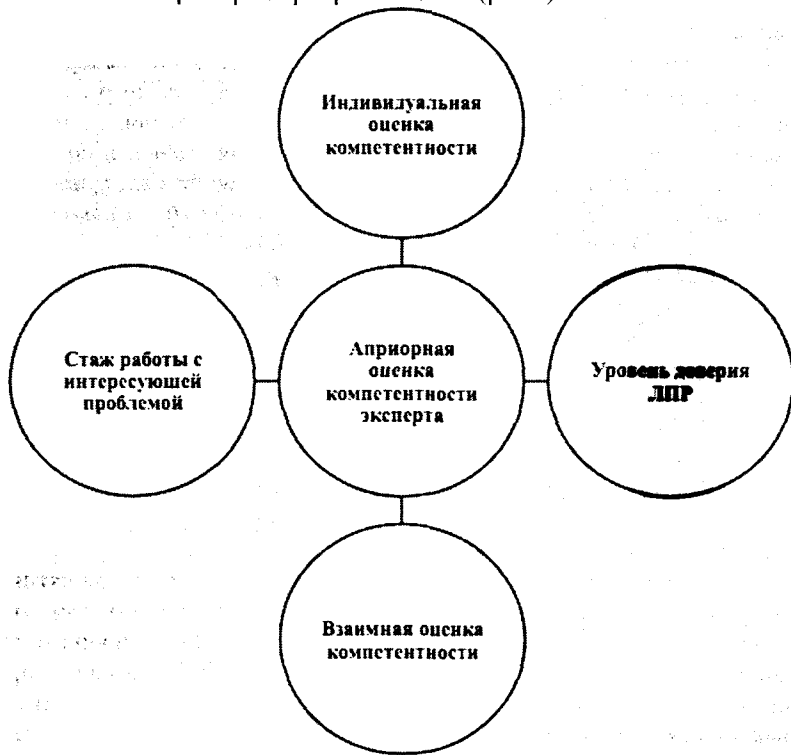 Индивидуальная
оценка
компетентности
Стаж работы с
интересующей
проблемой
Априорная
оценка
компетентности
эксперта
Уровень доверия
ЛПР
Взаимная оценка
компетентности